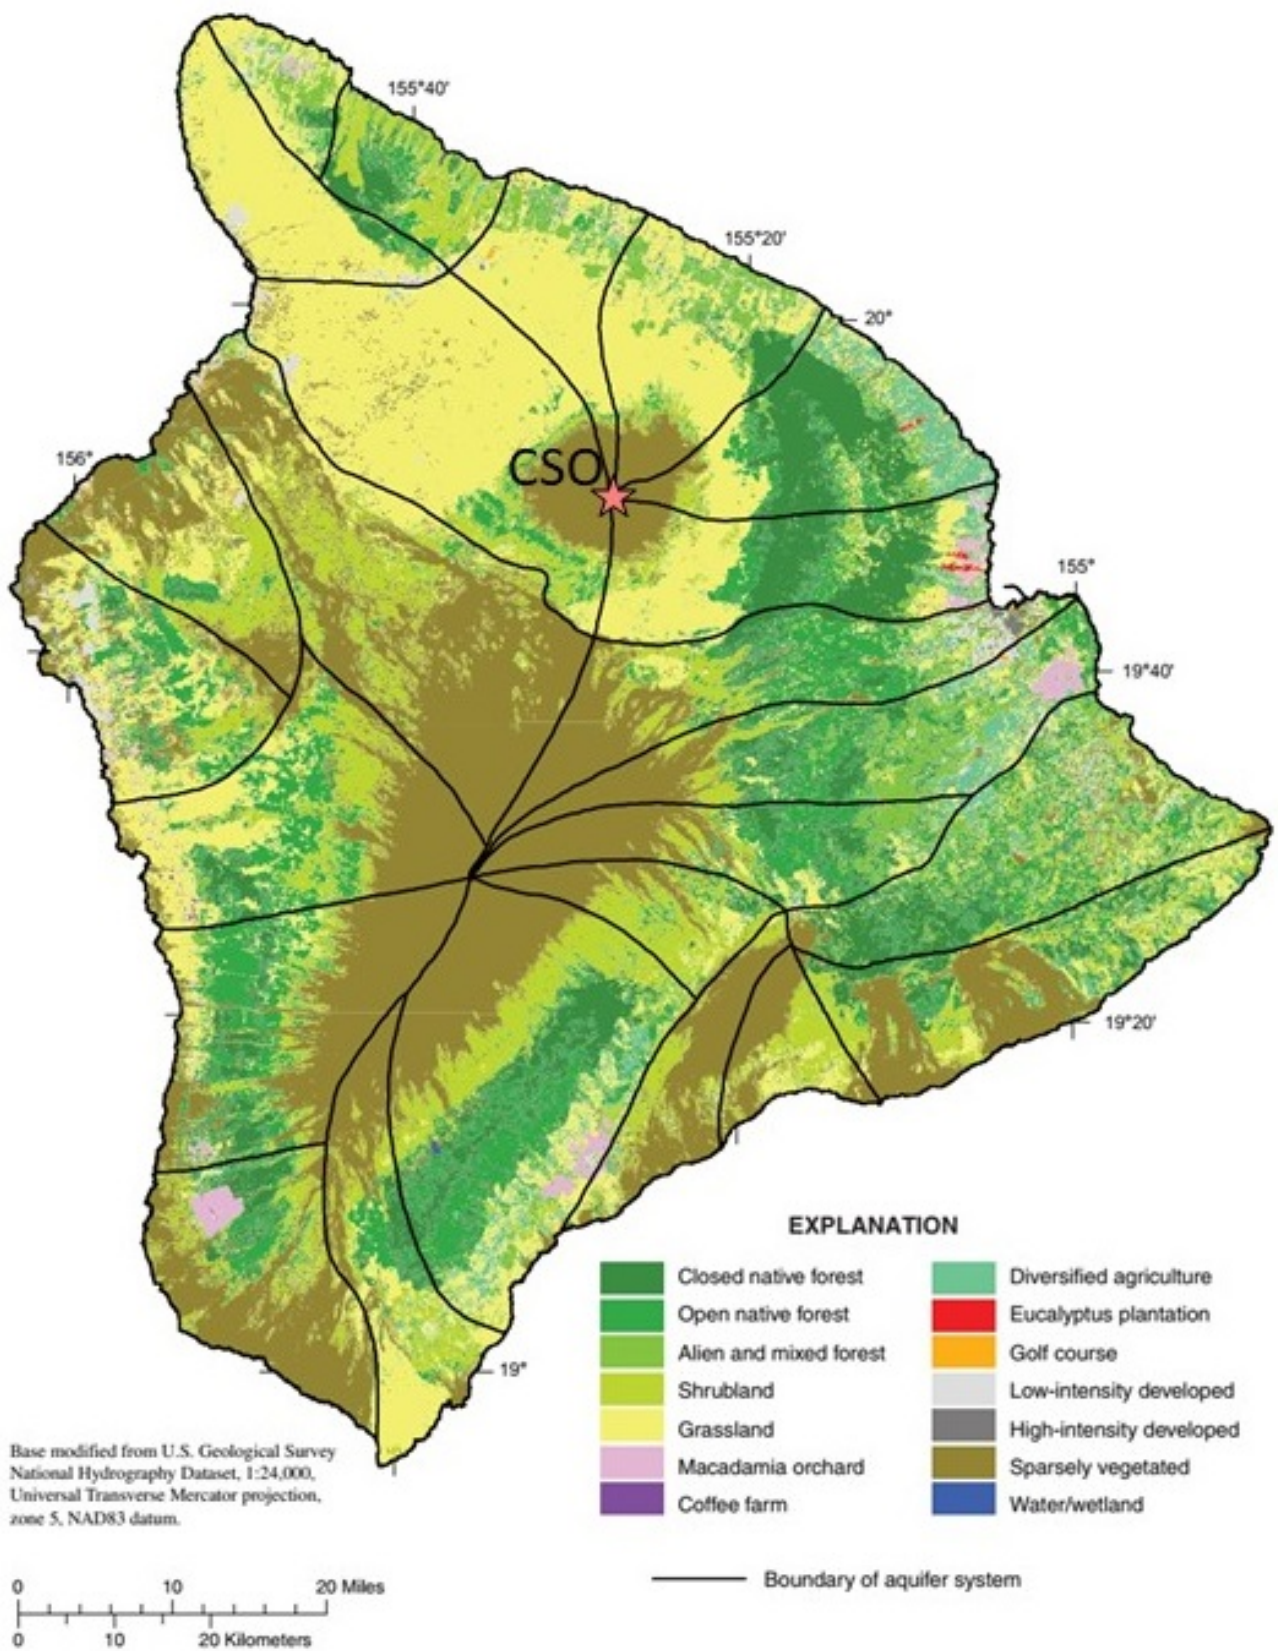 155°40'
155°20'
20°
CSO
156°
155°
19°40'
19°20'
19°
EXPLANATION
Closed native forest
Open native forest
Alien and mixed forest
Shrubland
Grassland
Macadamia orchard
Coffee farm
Diversified agriculture
Eucalyptus plantation
Golf course
Low-intensity developed
High-intensity developed
Sparsely vegetated
Water/wetland
Boundary of aquifer system
Base modified from U.S. Geological Survey
National Hydrography Dataset, 1:24,000,
Universal Transverse Mercator projection,
zone 5, NAD83 datum.
0 10 20 Miles
0 10 20 Kilometers